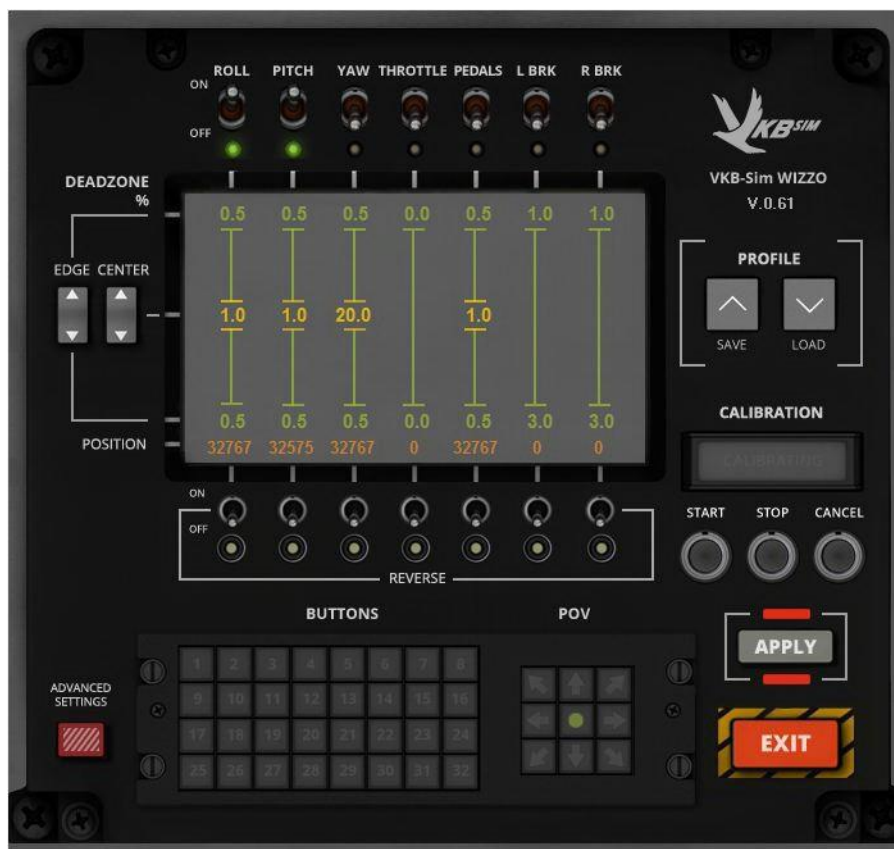 ROLL PITCH YAW THROTTLE PEDALS L BRK R BRK
ON
OFF
VKB SIM
DEADZONE
%
VKB-Sim WIZZO
V.0.61
0.5 0.5 0.5 0.0 0.5 1.0 1.0
EDGE CENTER
PROFILE
1.0 1.0 20.0 1.0
SAVE LOAD
0.5 0.5 0.5 0.0 0.5 3.0 3.0
POSITION
32767 32575 32767 0 32767 0 0
CALIBRATION
CALIBRATING
ON
OFF
START STOP CANCEL
REVERSE
BUTTONS POV
1 2 3 4 5 6 7 8
9 10 11 12 13 14 15 16
17 18 19 20 21 22 23 24
25 26 27 28 29 30 31 32
APPLY
ADVANCED
SETTINGS
EXIT